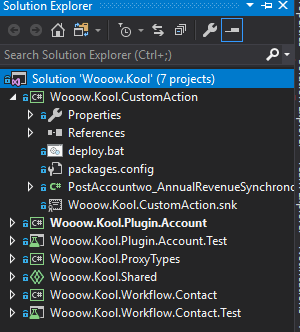 Solution Explorer
Search Solution Explorer (Ctrl+;)
Solution 'Wooow.Kool' (7 projects)
C# Wooow.Kool.CustomAction
Properties
References
deploy.bat
packages.config
C# PostAccountwo_AnnualRevenueSynchron
Wooow.Kool.CustomAction.snk
C# Wooow.Kool.Plugin.Account
Wooow.Kool.Plugin.Account.Test
C# Wooow.Kool.ProxyTypes
Wooow.Kool.Shared
C# Wooow.Kool.Workflow.Contact
Wooow.Kool.Workflow.Contact.Test